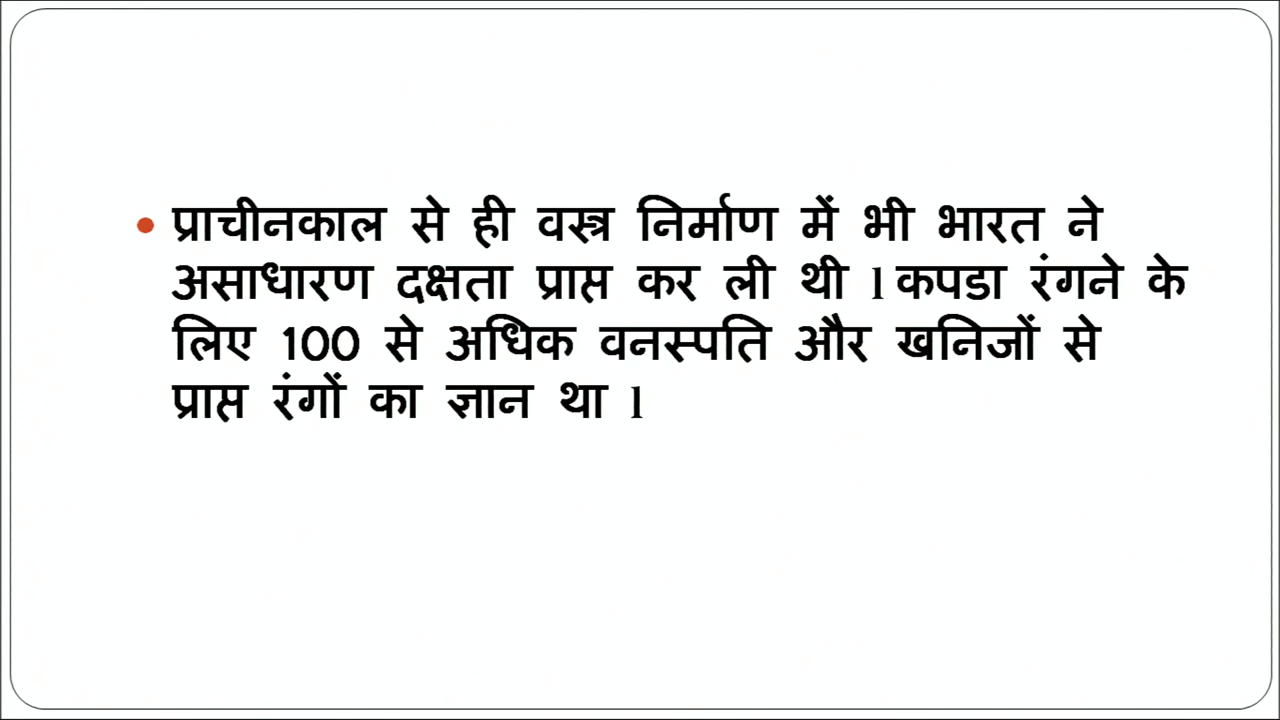 • प्राचीनकाल से ही वस्त्र निर्माण में भी भारत ने
असाधारण दक्षता प्राप्त कर ली थी l कपडा रंगने के
लिए 100 से अधिक वनस्पति और खनिजों से
प्राप्त रंगों का ज्ञान था l